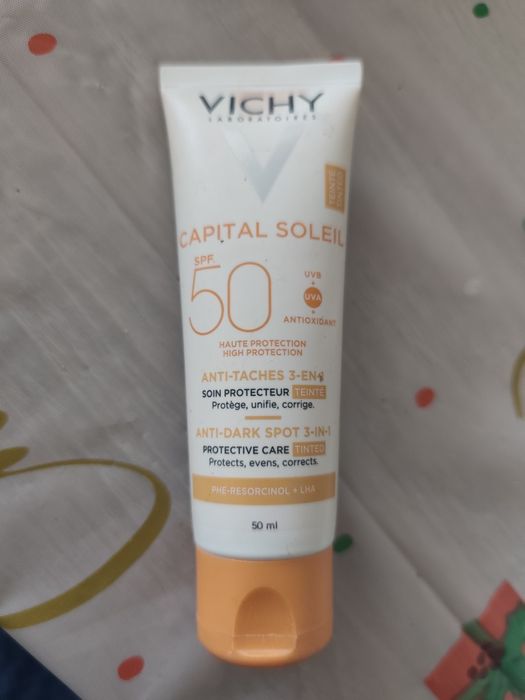 VICHY
LABORATOIRES
TEINTÉ
TINTED
CAPITAL SOLEIL
SPF
50
UVB
+
UVA
+
ANTIOXIDANT
HAUTE PROTECTION
HIGH PROTECTION
ANTI-TACHES 3-EN-1
SOIN PROTECTEUR TEINTÉ
Protège, unifie, corrige.
ANTI-DARK SPOT 3-IN-1
PROTECTIVE CARE TINTED
Protects, evens, corrects.
PHE-RESORCINOL + LHA
50 ml